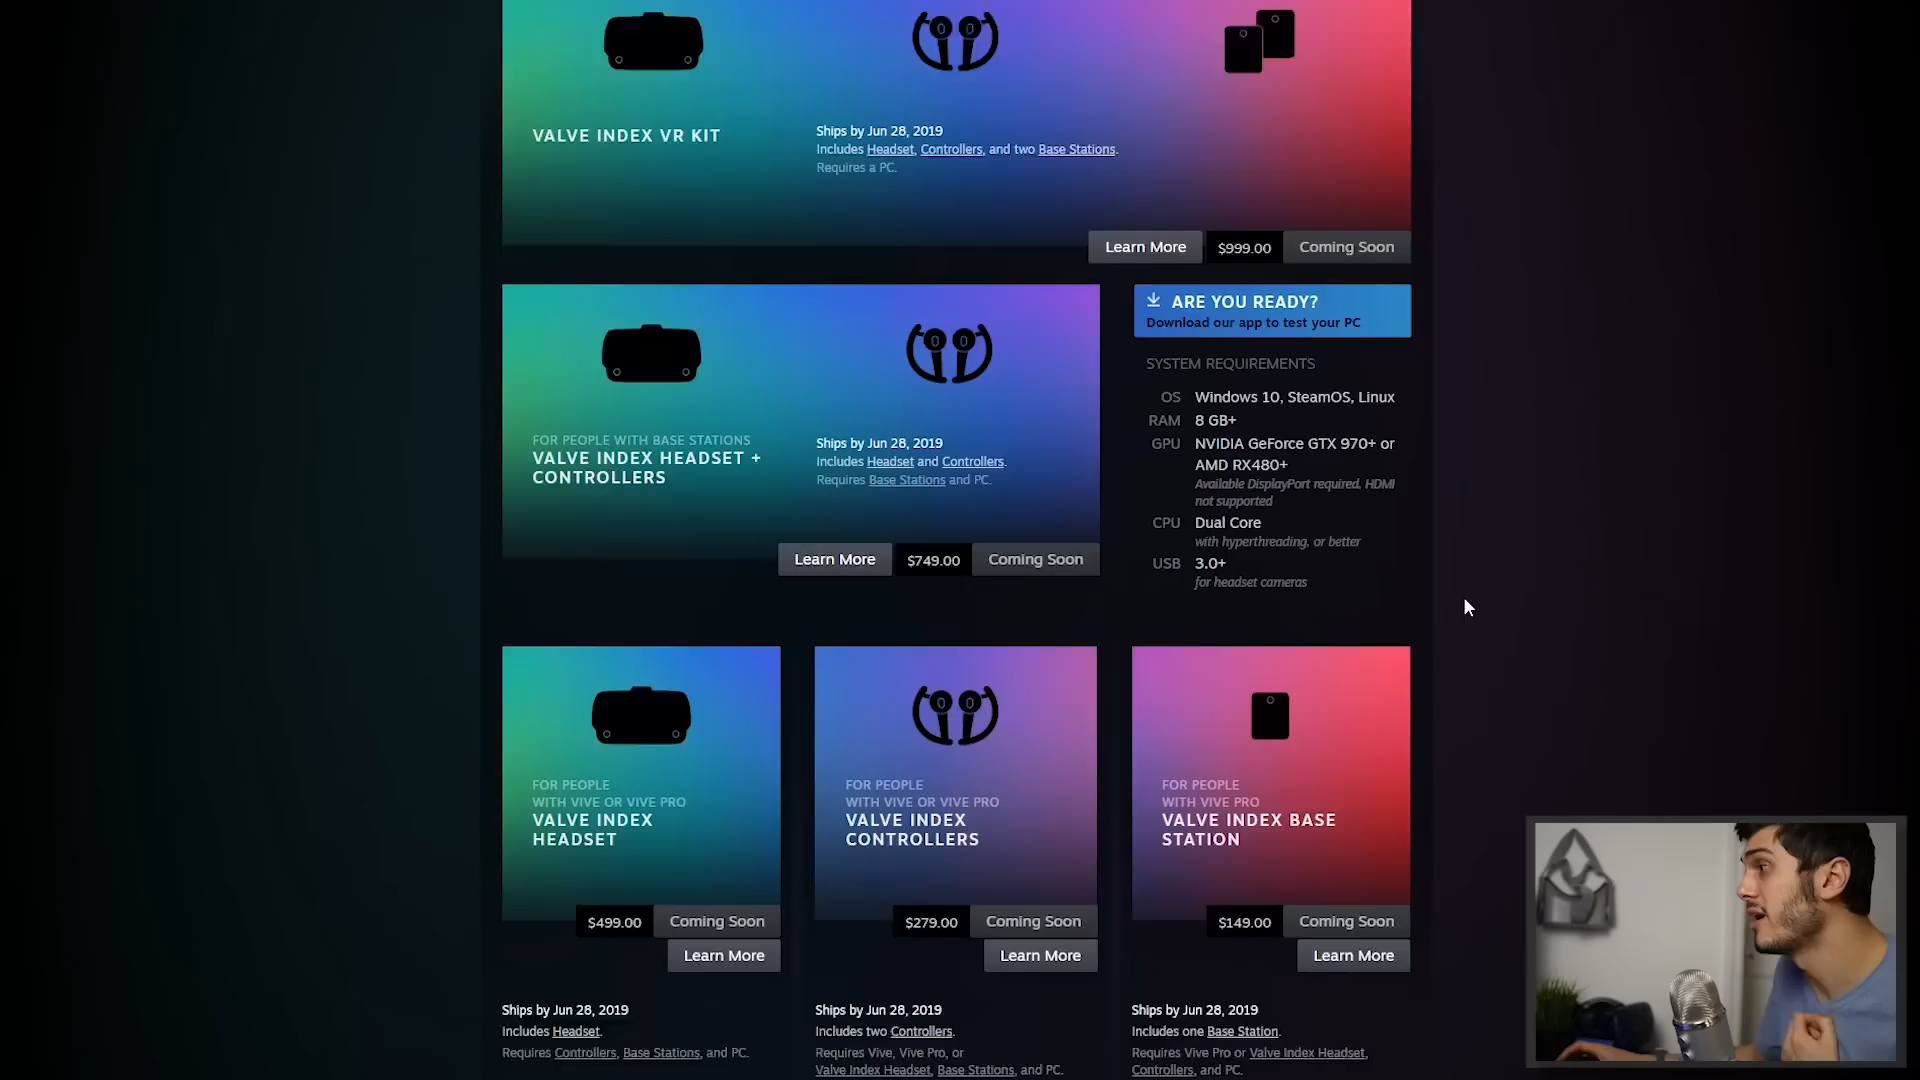 VALVE INDEX VR KIT
Ships by Jun 28, 2019
Includes Headset, Controllers, and two Base Stations.
Requires a PC.
Learn More $999.00 Coming Soon
FOR PEOPLE WITH BASE STATIONS
VALVE INDEX HEADSET +
CONTROLLERS
Ships by Jun 28, 2019
Includes Headset and Controllers.
Requires Base Stations and PC.
Learn More $749.00 Coming Soon
ARE YOU READY?
Download our app to test your PC
SYSTEM REQUIREMENTS
OS Windows 10, SteamOS, Linux
RAM 8 GB+
GPU NVIDIA GeForce GTX 970+ or
AMD RX480+
Available DisplayPort required, HDMI
not supported
CPU Dual Core
with hyperthreading, or better
USB 3.0+
for headset cameras
FOR PEOPLE
WITH VIVE OR VIVE PRO
VALVE INDEX
HEADSET
$499.00 Coming Soon
Learn More
Ships by Jun 28, 2019
Includes Headset.
Requires Controllers, Base Stations, and PC.
FOR PEOPLE
WITH VIVE OR VIVE PRO
VALVE INDEX
CONTROLLERS
$279.00 Coming Soon
Learn More
Ships by Jun 28, 2019
Includes two Controllers.
Requires Vive, Vive Pro, or
Valve Index Headset, Base Stations, and PC.
FOR PEOPLE
WITH VIVE PRO
VALVE INDEX BASE
STATION
$149.00 Coming Soon
Learn More
Ships by Jun 28, 2019
Includes one Base Station.
Requires Vive Pro or Valve Index Headset,
Controllers, and PC.